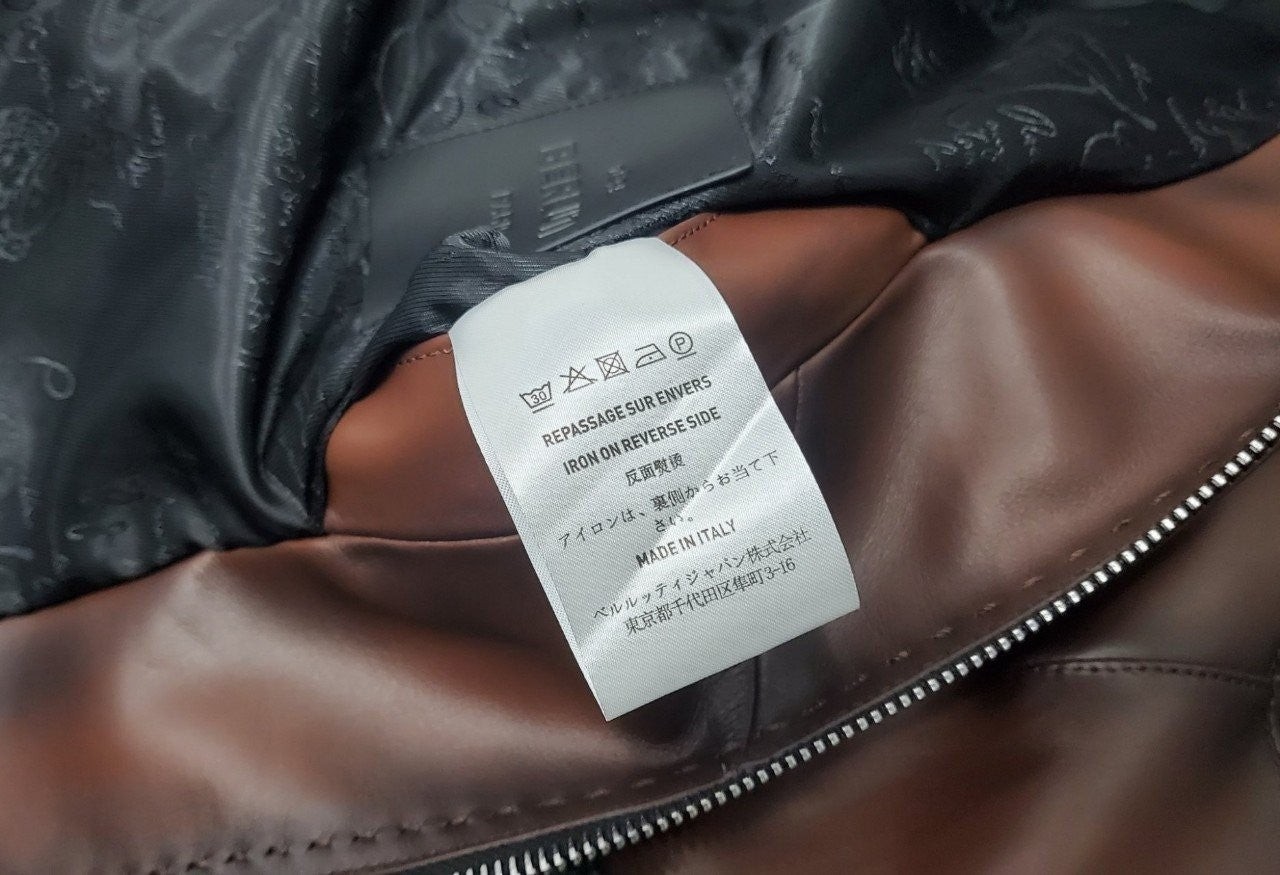 30
P
REPASSAGE SUR ENVERS
IRON ON REVERSE SIDE
反面熨烫
アイロンは、裏側からお当て下
さい。
MADE IN ITALY
ベルルッティジャパン株式会社
東京都千代田区隼町3-16